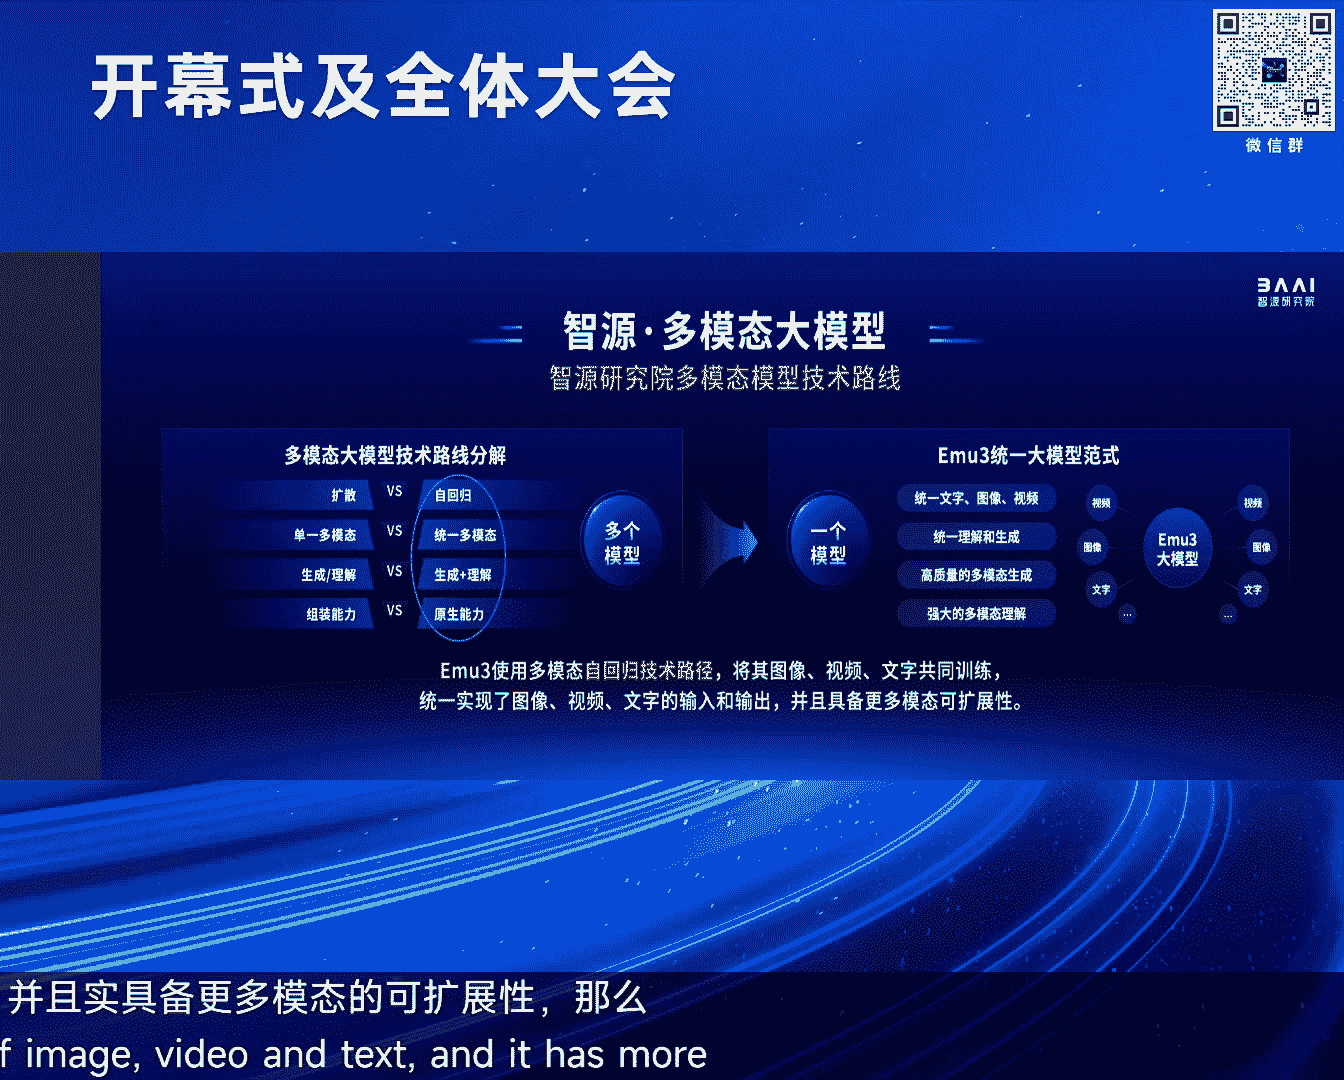 开幕式及全体大会
微信群
BAAI
智源研究院
智源·多模态大模型
智源研究院多模态模型技术路线
多模态大模型技术路线分解
扩散 VS 自回归
单一多模态 VS 统一多模态
生成/理解 VS 生成+理解
组装能力 VS 原生能力
多个
模型
一个
模型
Emu3统一大模型范式
统一文字、图像、视频
统一理解和生成
高质量的多模态生成
强大的多模态理解
视频
图像
文字
...
Emu3
大模型
视频
图像
文字
...
Emu3使用多模态自回归技术路径，将其图像、视频、文字共同训练，
统一实现了图像、视频、文字的输入和输出，并且具备更多模态可扩展性。
并且实具备更多模态的可扩展性，那么
f image, video and text, and it has more